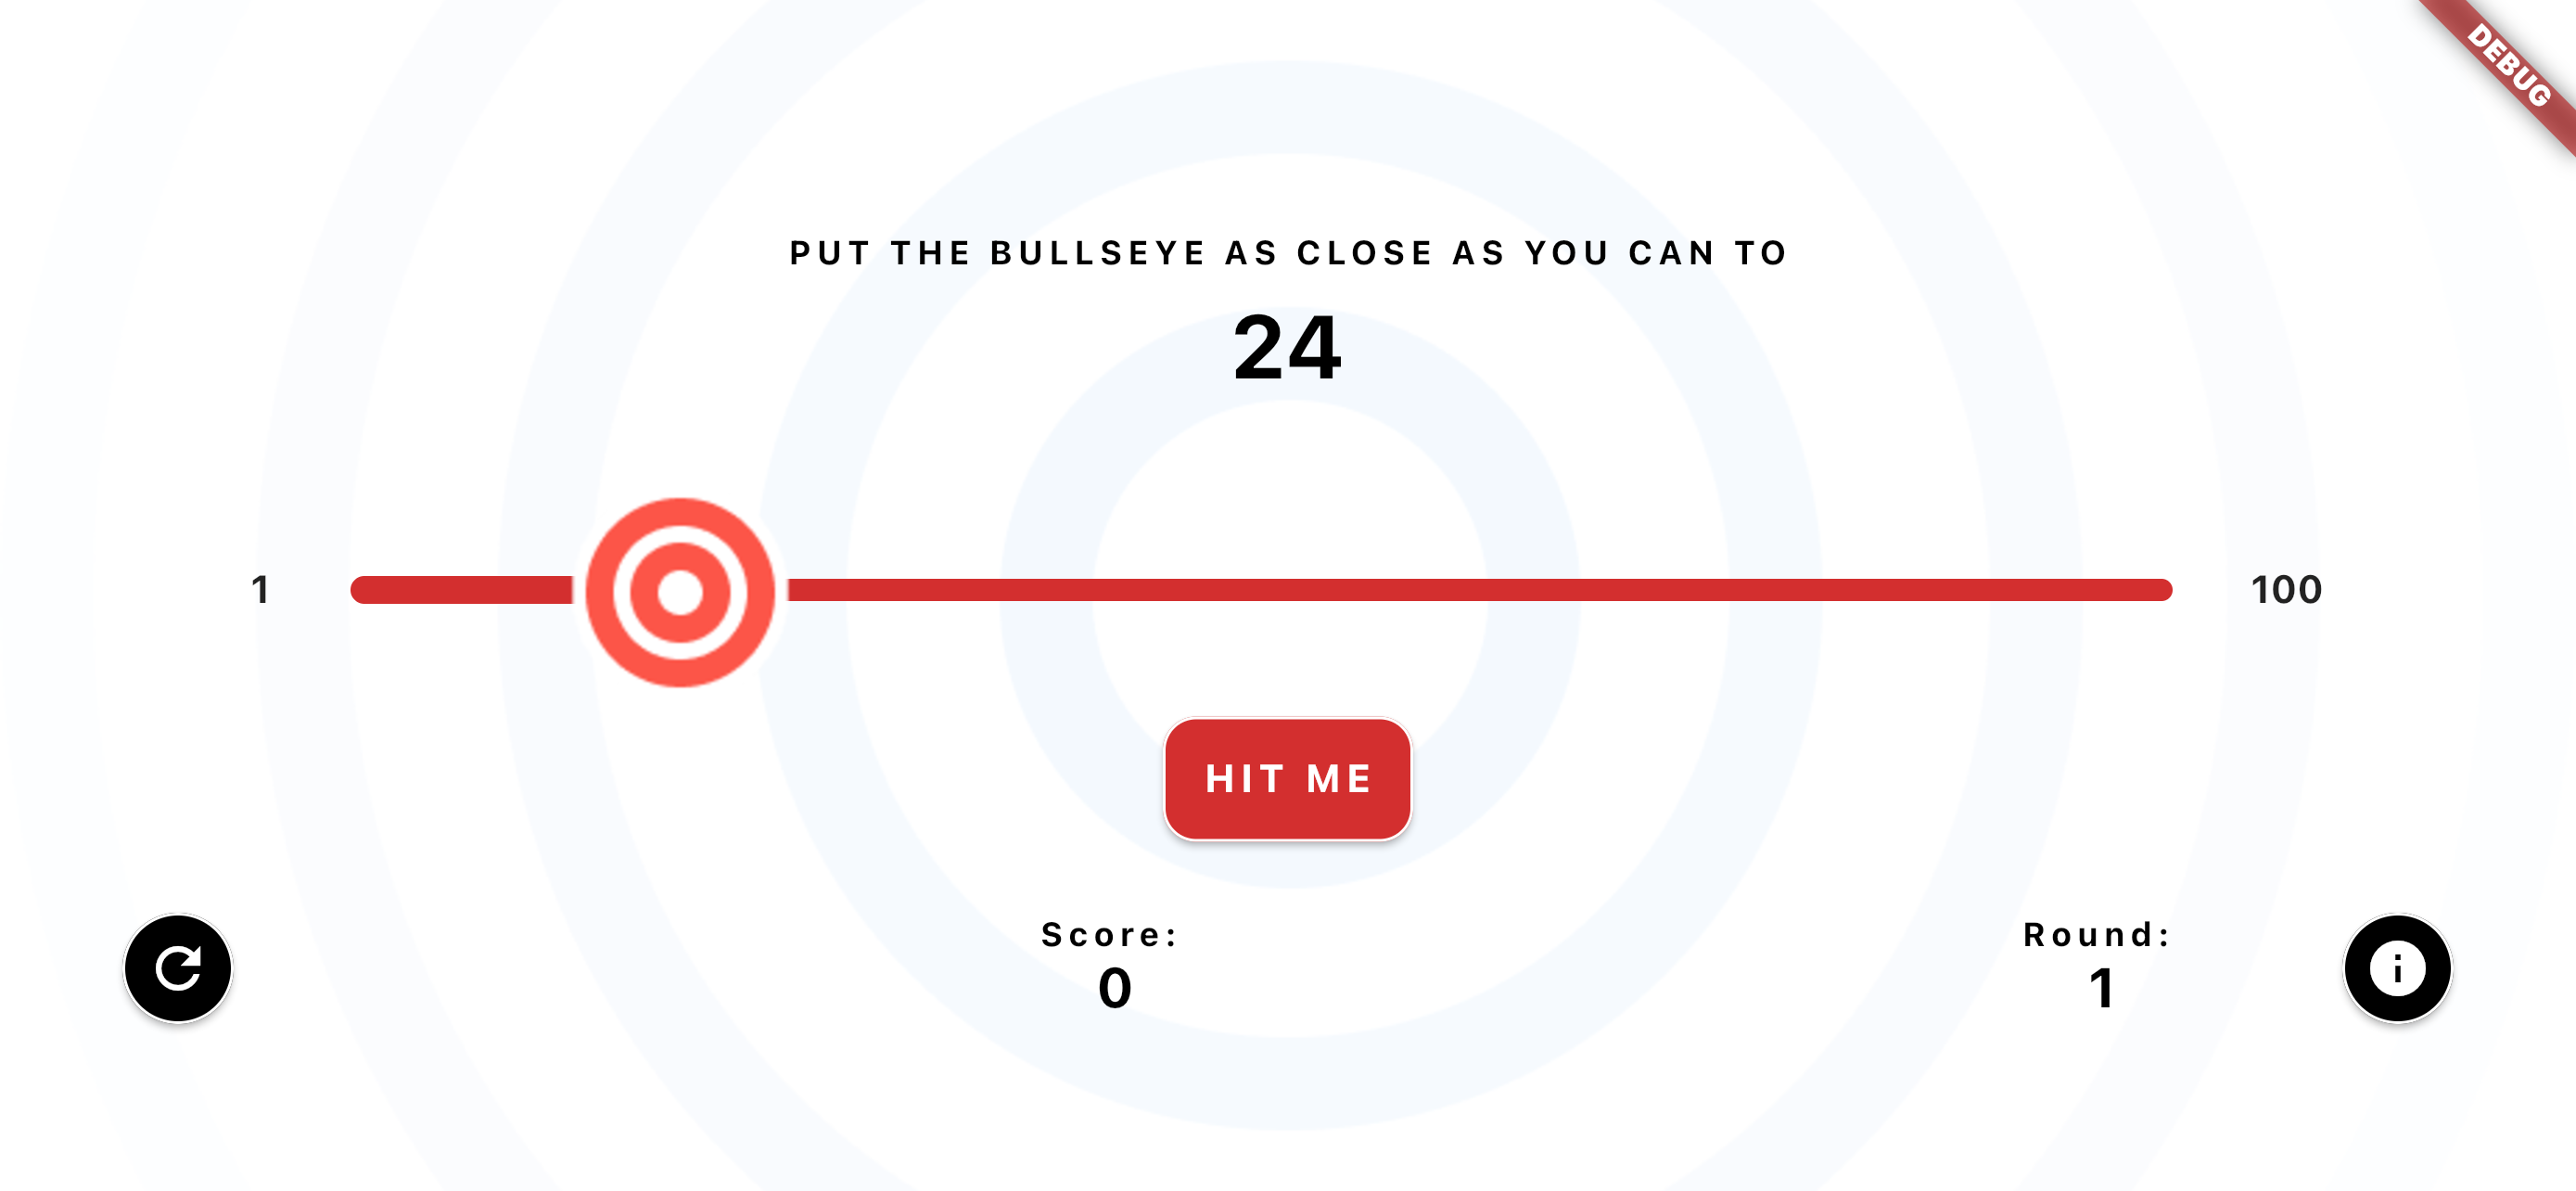 DEBUG
PUT THE BULLSEYE AS CLOSE AS YOU CAN TO
24
1
100
HIT ME
Score:
0
Round:
1
i